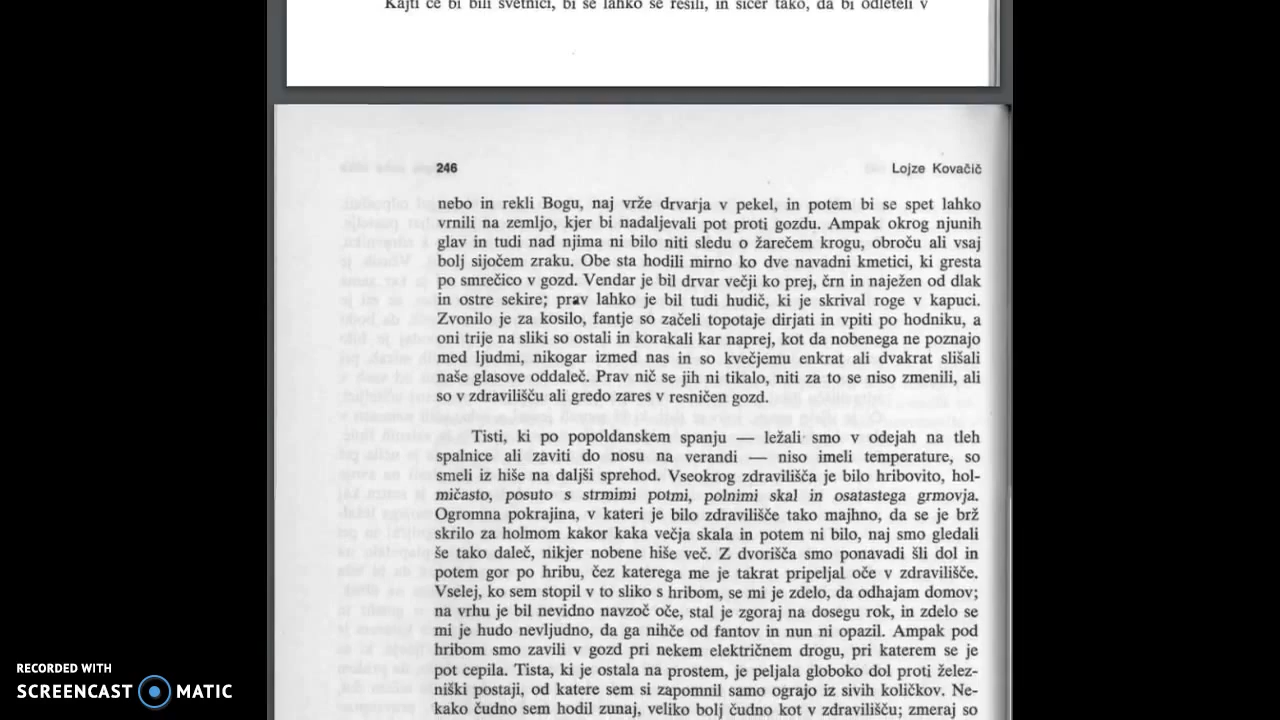 Kajti če bi bili svetnici, bi se lahko še rešili, in sicer tako, da bi odleteli v
246 Lojze Kovačič
nebo in rekli Bogu, naj vrže drvarja v pekel, in potem bi se spet lahko
vrnili na zemljo, kjer bi nadaljevali pot proti gozdu. Ampak okrog njunih
glav in tudi nad njima ni bilo niti sledu o žarečem krogu, obroču ali vsaj
bolj sijočem zraku. Obe sta hodili mirno ko dve navadni kmetici, ki gresta
po smrečico v gozd. Vendar je bil drvar večji ko prej, črn in naježen od dlak
in ostre sekire; prav lahko je bil tudi hudič, ki je skrival roge v kapuci.
Zvonilo je za kosilo, fantje so začeli topotaje dirjati in vpiti po hodniku, a
oni trije na sliki so ostali in korakali kar naprej, kot da nobenega ne poznajo
med ljudmi, nikogar izmed nas in so kvečjemu enkrat ali dvakrat slišali
naše glasove oddaleč. Prav nič se jih ni tikalo, niti za to se niso zmenili, ali
so v zdravilišču ali gredo zares v resničen gozd.
Tisti, ki po popoldanskem spanju — ležali smo v odejah na tleh
spalnice ali zaviti do nosu na verandi — niso imeli temperature, so
smeli iz hiše na daljši sprehod. Vseokrog zdravilišča je bilo hribovito, hol-
mičasto, posuto s strmimi potmi, polnimi skal in osatastega grmovja.
Ogromna pokrajina, v kateri je bilo zdravilišče tako majhno, da se je brž
skrilo za holmom kakor kaka večja skala in potem ni bilo, naj smo gledali
še tako daleč, nikjer nobene hiše več. Z dvorišča smo ponavadi šli dol in
potem gor po hribu, čez katerega me je takrat pripeljal oče v zdravilišče.
Vselej, ko sem stopil v to sliko s hribom, se mi je zdelo, da odhajam domov;
na vrhu je bil nevidno navzoč oče, stal je zgoraj na dosegu rok, in zdelo se
mi je hudo nevljudno, da ga nihče od fantov in nun ni opazil. Ampak pod
hribom smo zavili v gozd pri nekem električnem drogu, pri katerem se je
pot cepila. Tista, ki je ostala na prostem, je peljala globoko dol proti želez-
niški postaji, od katere sem si zapomnil samo ograjo iz sivih količkov. Ne-
kako čudno sem hodil zunaj, veliko bolj čudno kot v zdravilišču; zmeraj so
RECORDED WITH
SCREENCAST MATIC